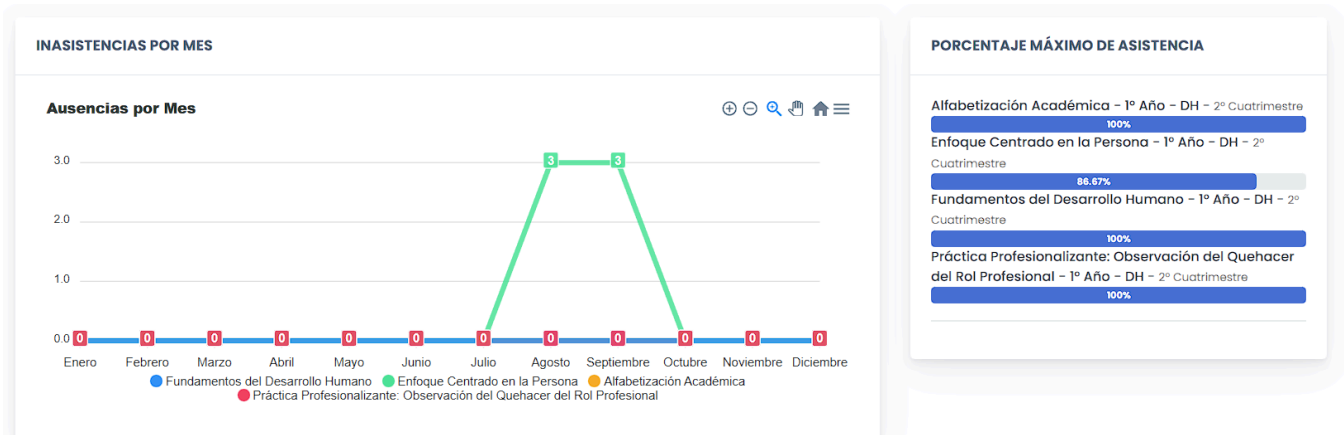 INASISTENCIAS POR MES
Ausencias por Mes
3.0
2.0
1.0
0.0
3 3
0 0 0 0 0 0 0 0 0 0 0 0
Enero Febrero Marzo Abril Mayo Junio Julio Agosto Septiembre Octubre Noviembre Diciembre
Fundamentos del Desarrollo Humano Enfoque Centrado en la Persona Alfabetización Académica
Práctica Profesionalizante: Observación del Quehacer del Rol Profesional
PORCENTAJE MÁXIMO DE ASISTENCIA
Alfabetización Académica - 1º Año - DH - 2º Cuatrimestre
100%
Enfoque Centrado en la Persona - 1º Año - DH - 2º
Cuatrimestre
86.67%
Fundamentos del Desarrollo Humano - 1º Año - DH - 2º
Cuatrimestre
100%
Práctica Profesionalizante: Observación del Quehacer
del Rol Profesional - 1º Año - DH - 2º Cuatrimestre
100%